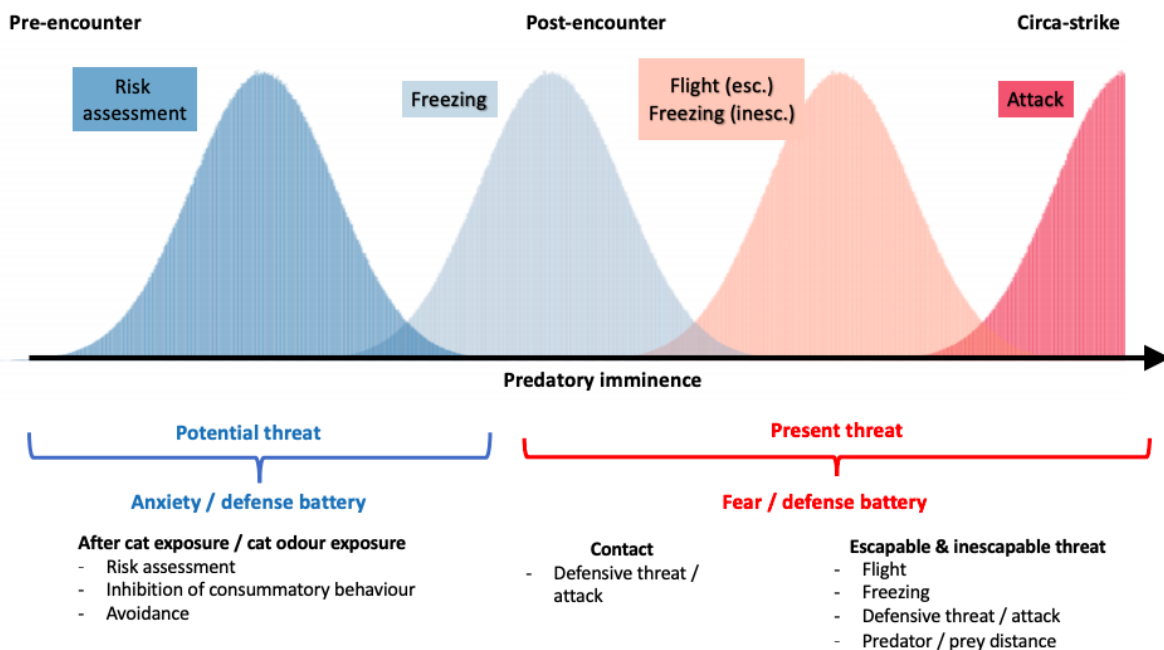 Pre-encounter
Post-encounter
Circa-strike
Risk
assessment
Freezing
Flight (esc.)
Freezing (inesc.)
Attack
Predatory imminence
Potential threat
Present threat
Anxiety / defense battery
Fear / defense battery
After cat exposure / cat odour exposure
- Risk assessment
- Inhibition of consummatory behaviour
- Avoidance
Contact
- Defensive threat /
attack
Escapable & inescapable threat
- Flight
- Freezing
- Defensive threat / attack
- Predator / prey distance